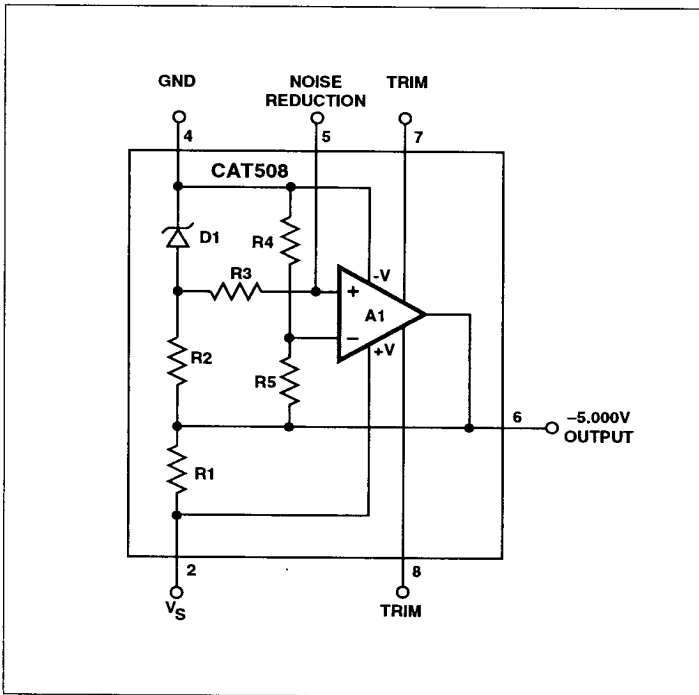 GND
NOISE
REDUCTION
TRIM
4
5
7
CAT508
D1
R4
R3
-V
+
A1
−
+V
R2
R5
6
−5.000V
OUTPUT
R1
2
8
VS
TRIM